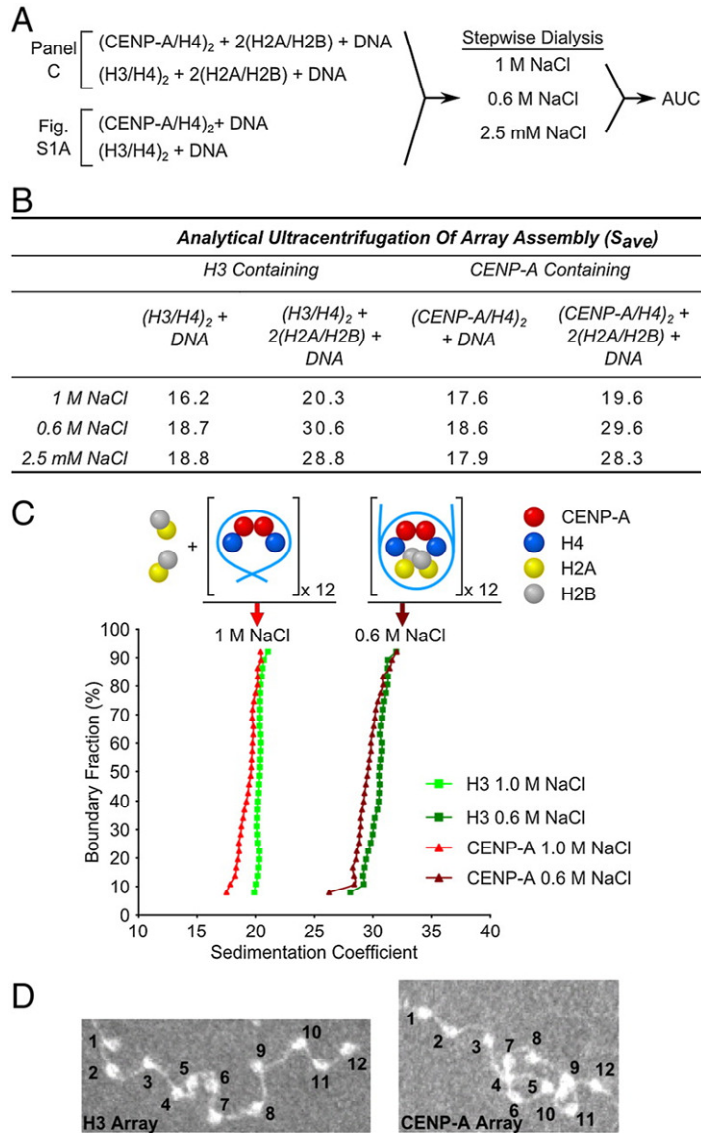 A
Panel C
(CENP-A/H4)2 + 2(H2A/H2B) + DNA
(H3/H4)2 + 2(H2A/H2B) + DNA
Fig. S1A
(CENP-A/H4)2+ DNA
(H3/H4)2 + DNA
Stepwise Dialysis
1 M NaCl
0.6 M NaCl
2.5 mM NaCl
AUC
B
Analytical Ultracentrifugation Of Array Assembly (Save)
H3 Containing CENP-A Containing
(H3/H4)2 + DNA
(H3/H4)2 + 2(H2A/H2B) + DNA
(CENP-A/H4)2 + DNA
(CENP-A/H4)2 + 2(H2A/H2B) + DNA
1 M NaCl 16.2 20.3 17.6 19.6
0.6 M NaCl 18.7 30.6 18.6 29.6
2.5 mM NaCl 18.8 28.8 17.9 28.3
C
+
x 12
x 12
CENP-A
H4
H2A
H2B
1 M NaCl
0.6 M NaCl
Boundary Fraction (%)
100
90
80
70
60
50
40
30
20
10
0
10 15 20 25 30 35 40
Sedimentation Coefficient
H3 1.0 M NaCl
H3 0.6 M NaCl
CENP-A 1.0 M NaCl
CENP-A 0.6 M NaCl
D
1 2 3 4 5 6 7 8 9 10 11 12
H3 Array
1 2 3 4 5 6 7 8 9 10 11 12
CENP-A Array